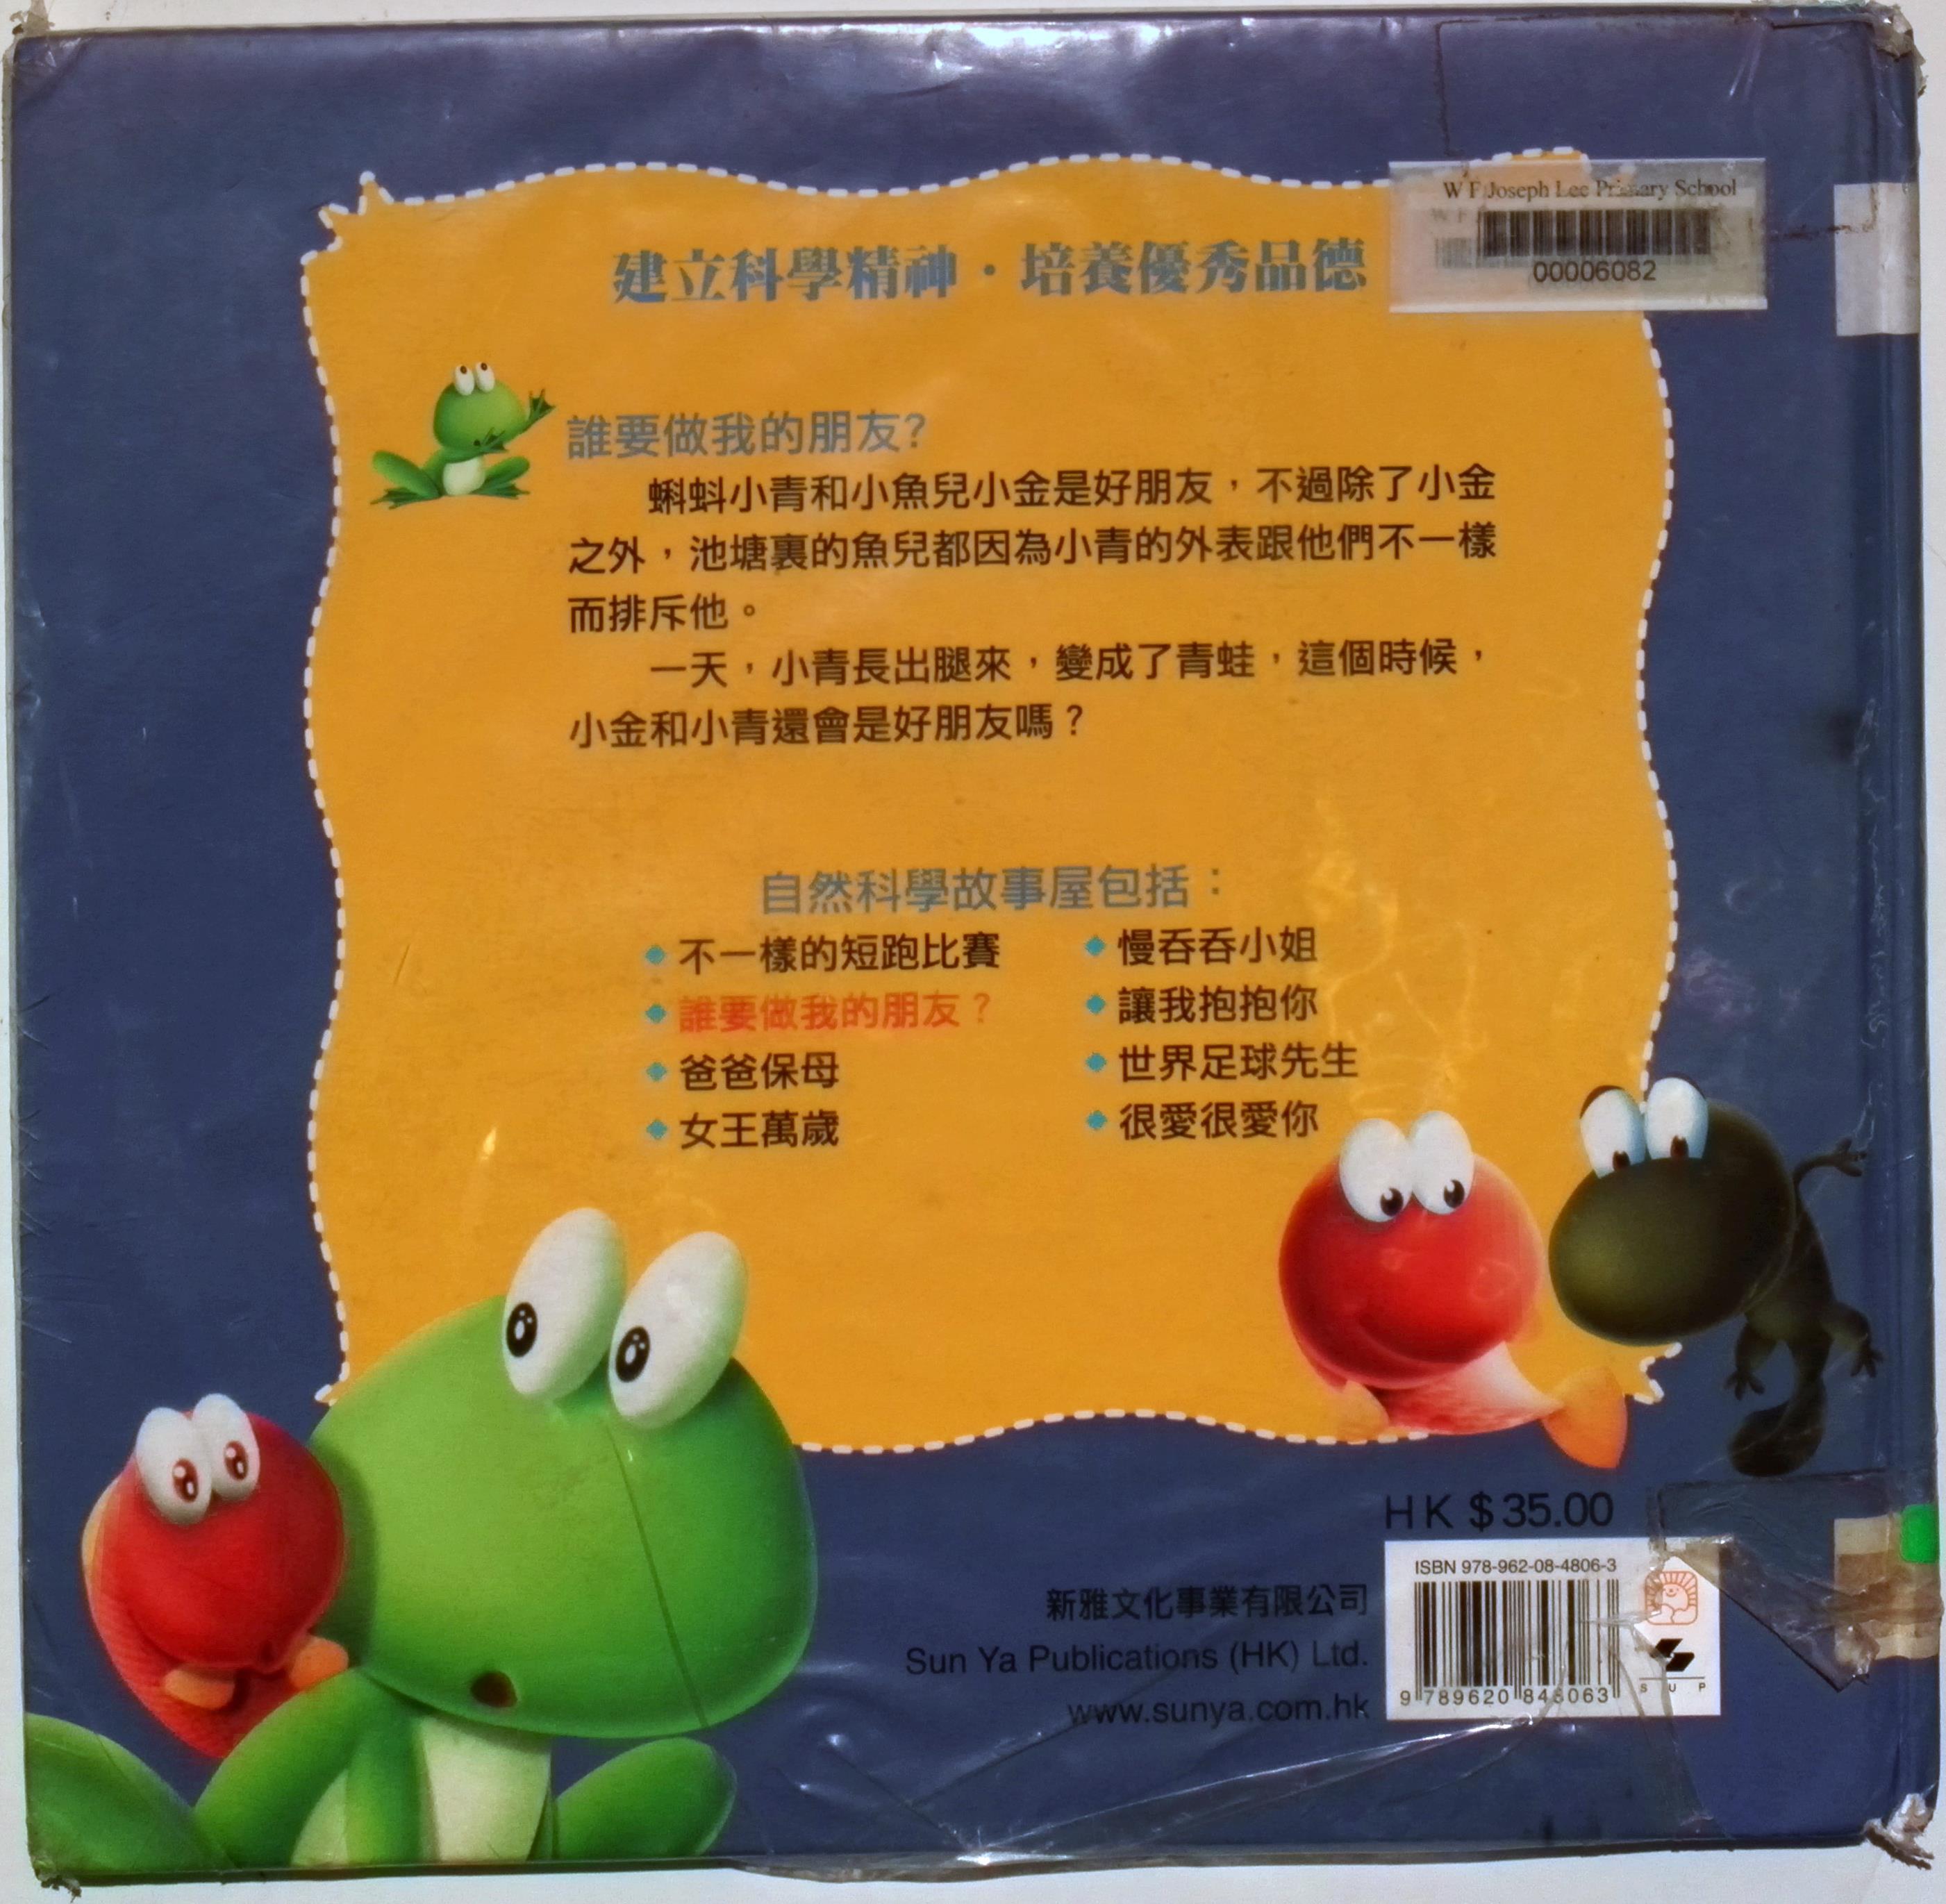 W F Joseph Lee Primary School
00006082
建立科學精神·培養優秀品德
誰要做我的朋友?
蝌蚪小青和小魚兒小金是好朋友，不過除了小金
之外，池塘裏的魚兒都因為小青的外表跟他們不一樣
而排斥他。
一天，小青長出腿來，變成了青蛙，這個時候，
小金和小青還會是好朋友嗎？
自然科學故事屋包括：
不一樣的短跑比賽
誰要做我的朋友？
爸爸保母
女王萬歲
慢吞吞小姐
讓我抱抱你
世界足球先生
很愛很愛你
HK $35.00
ISBN 978-962-08-4806-3
9 789620 848063
S U P
新雅文化事業有限公司
Sun Ya Publications (HK) Ltd.
www.sunya.com.hk